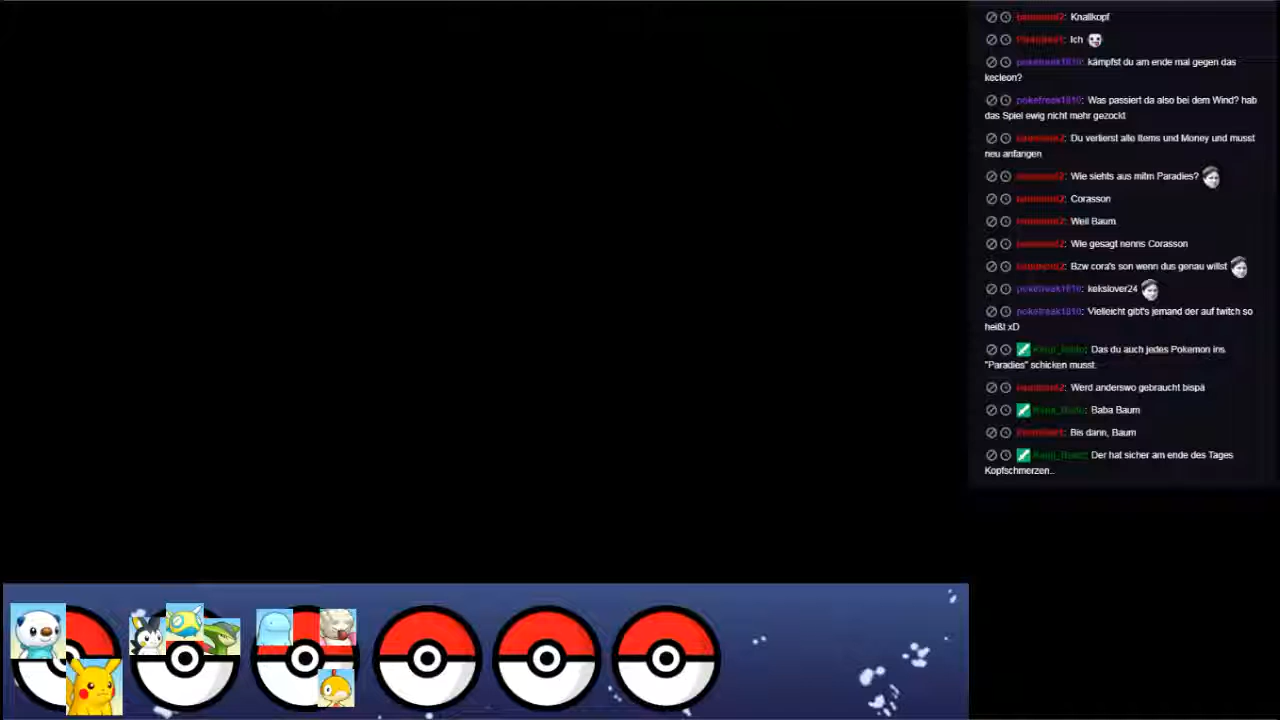 Knallkopf
Ich
pokefreak1810: kämpfst du am ende mal gegen das
kecleon?
pokefreak1810: Was passiert da also bei dem Wind? hab
das Spiel ewig nicht mehr gezockt
Du verlierst alle Items und Money und musst
neu anfangen
Wie siehts aus mitm Paradies?
Corasson
Weil Baum
Wie gesagt nenns Corasson
Bzw cora's son wenn dus genau willst
pokefreak1810: kekslover24
pokefreak1810: Vielleicht gibt's jemand der auf twitch so
heißt xD
Das du auch jedes Pokemon ins
"Paradies" schicken musst.
Werd anderswo gebraucht bispä
Baba Baum
Bis dann, Baum
Der hat sicher am ende des Tages
Kopfschmerzen..